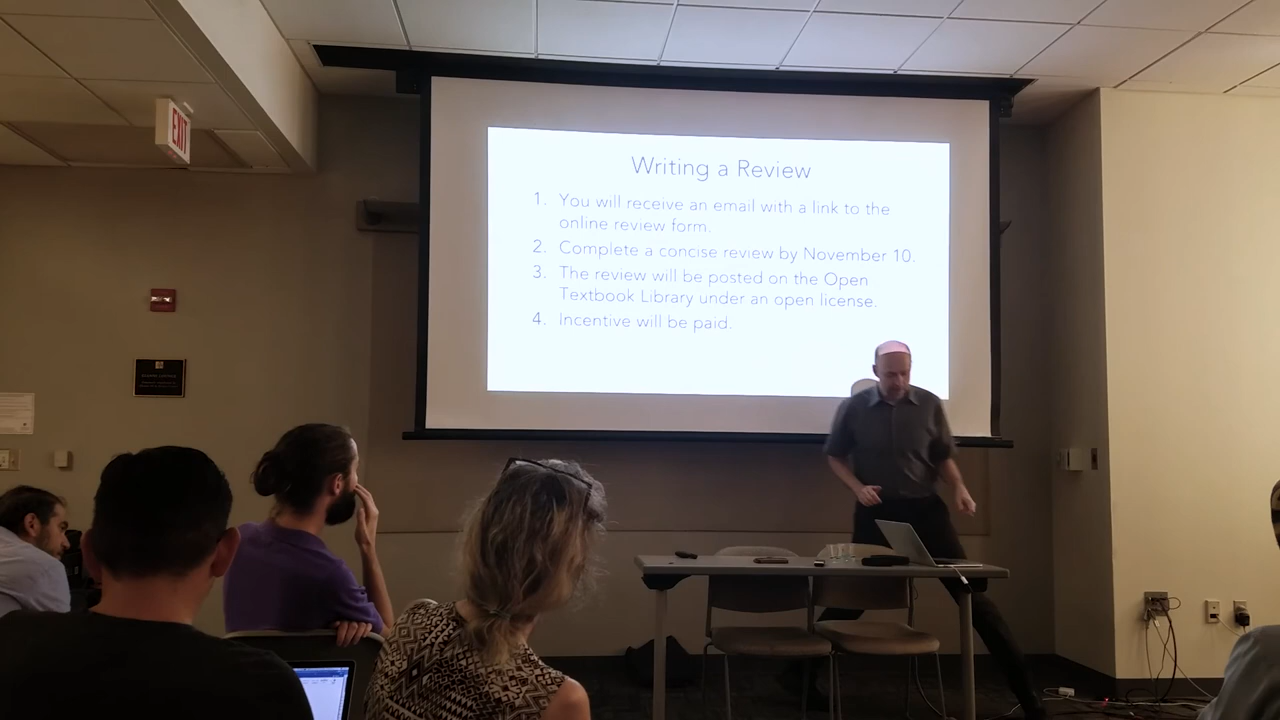 EXIT
Writing a Review
1. You will receive an email with a link to the
online review form.
2. Complete a concise review by November 10.
3. The review will be posted on the Open
Textbook Library under an open license.
4. Incentive will be paid.